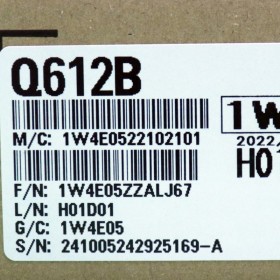 Q612B
1W
M/C: 1W4E0522102101
2022/
H01
F/N: 1W4E05ZZALJ67
L/N: H01D01
G/C: 1W4E05
S/N: 241005242925169-A